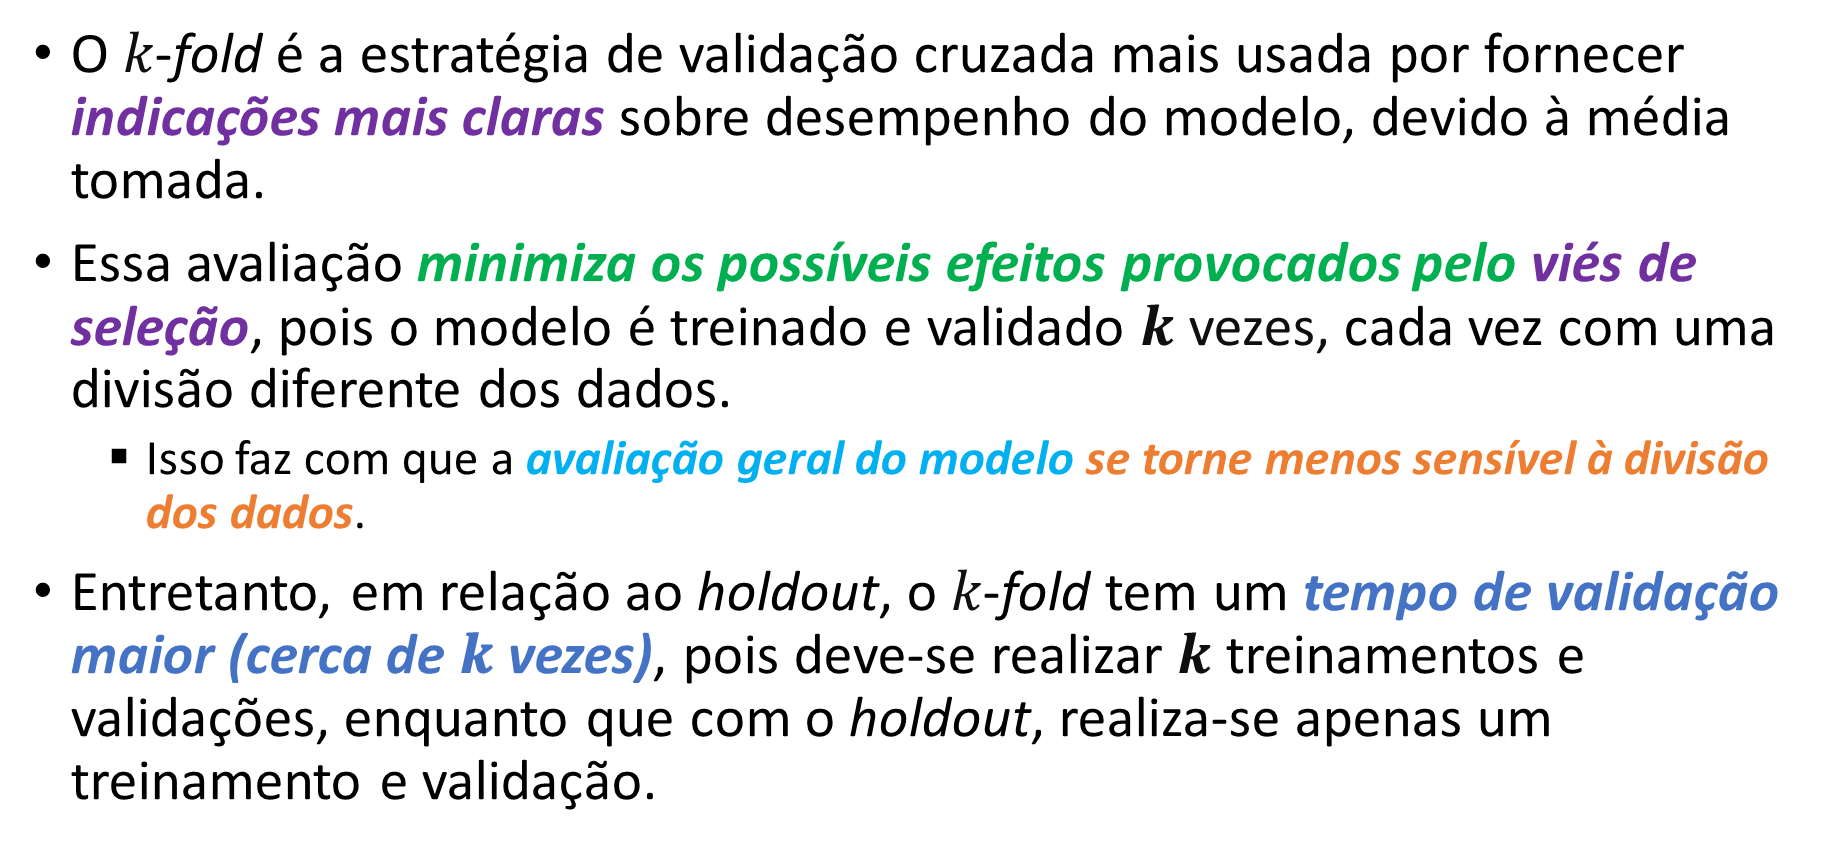 • O k-fold é a estratégia de validação cruzada mais usada por fornecer
indicações mais claras sobre desempenho do modelo, devido à média
tomada.
• Essa avaliação minimiza os possíveis efeitos provocados pelo viés de
seleção, pois o modelo é treinado e validado k vezes, cada vez com uma
divisão diferente dos dados.
▪ Isso faz com que a avaliação geral do modelo se torne menos sensível à divisão
dos dados.
• Entretanto, em relação ao holdout, o k-fold tem um tempo de validação
maior (cerca de k vezes), pois deve-se realizar k treinamentos e
validações, enquanto que com o holdout, realiza-se apenas um
treinamento e validação.